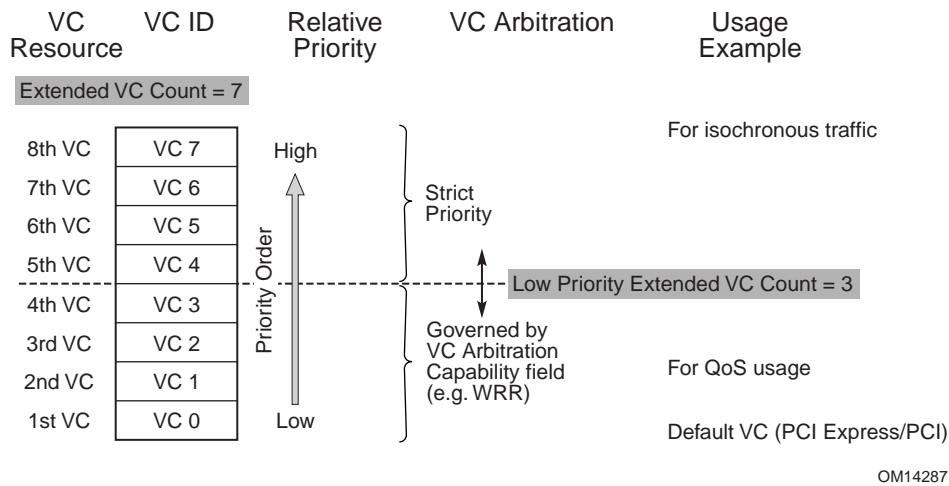 VC Resource
VC ID
Relative Priority
VC Arbitration
Usage Example
Extended VC Count = 7
For isochronous traffic
8th VC
VC 7
High
7th VC
VC 6
Strict
Priority
6th VC
VC 5
5th VC
VC 4
Priority Order
Low Priority Extended VC Count = 3
4th VC
VC 3
Governed by
VC Arbitration
Capability field
(e.g. WRR)
3rd VC
VC 2
For QoS usage
2nd VC
VC 1
1st VC
VC 0
Low
Default VC (PCI Express/PCI)
OM14287